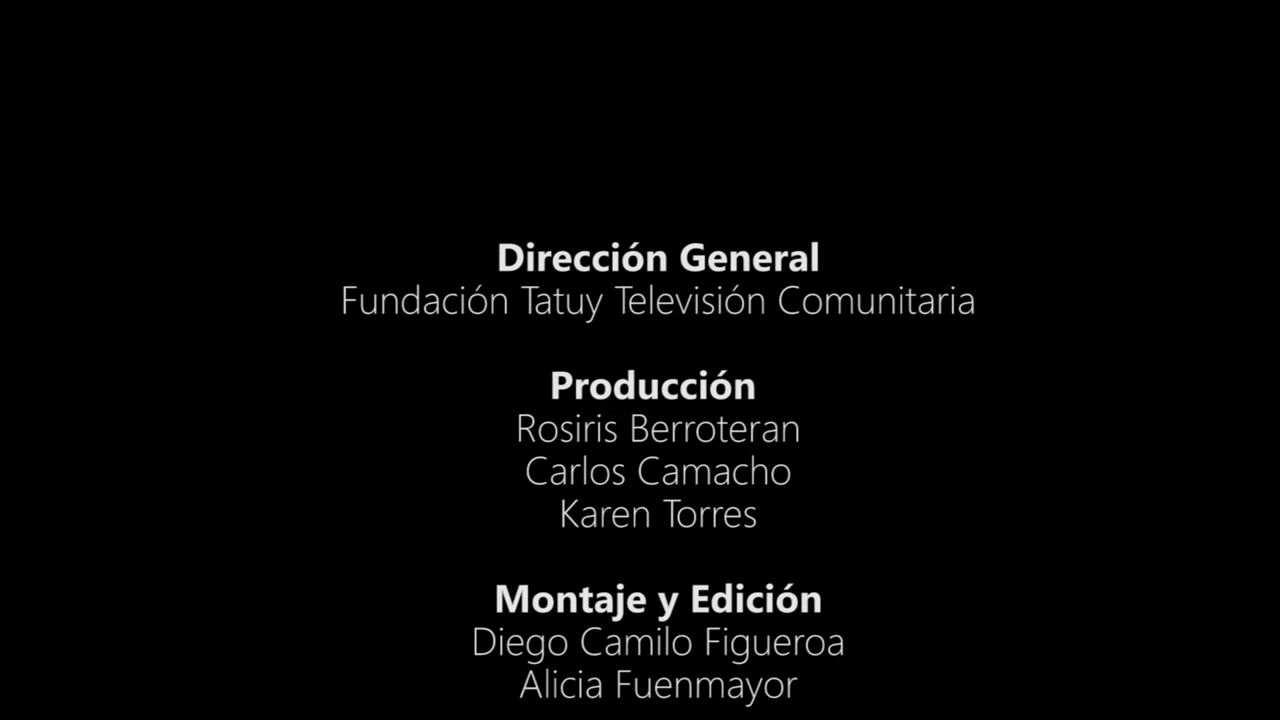 Dirección General
Fundación Tatuy Televisión Comunitaria
Producción
Rosiris Berroteran
Carlos Camacho
Karen Torres
Montaje y Edición
Diego Camilo Figueroa
Alicia Fuenmayor